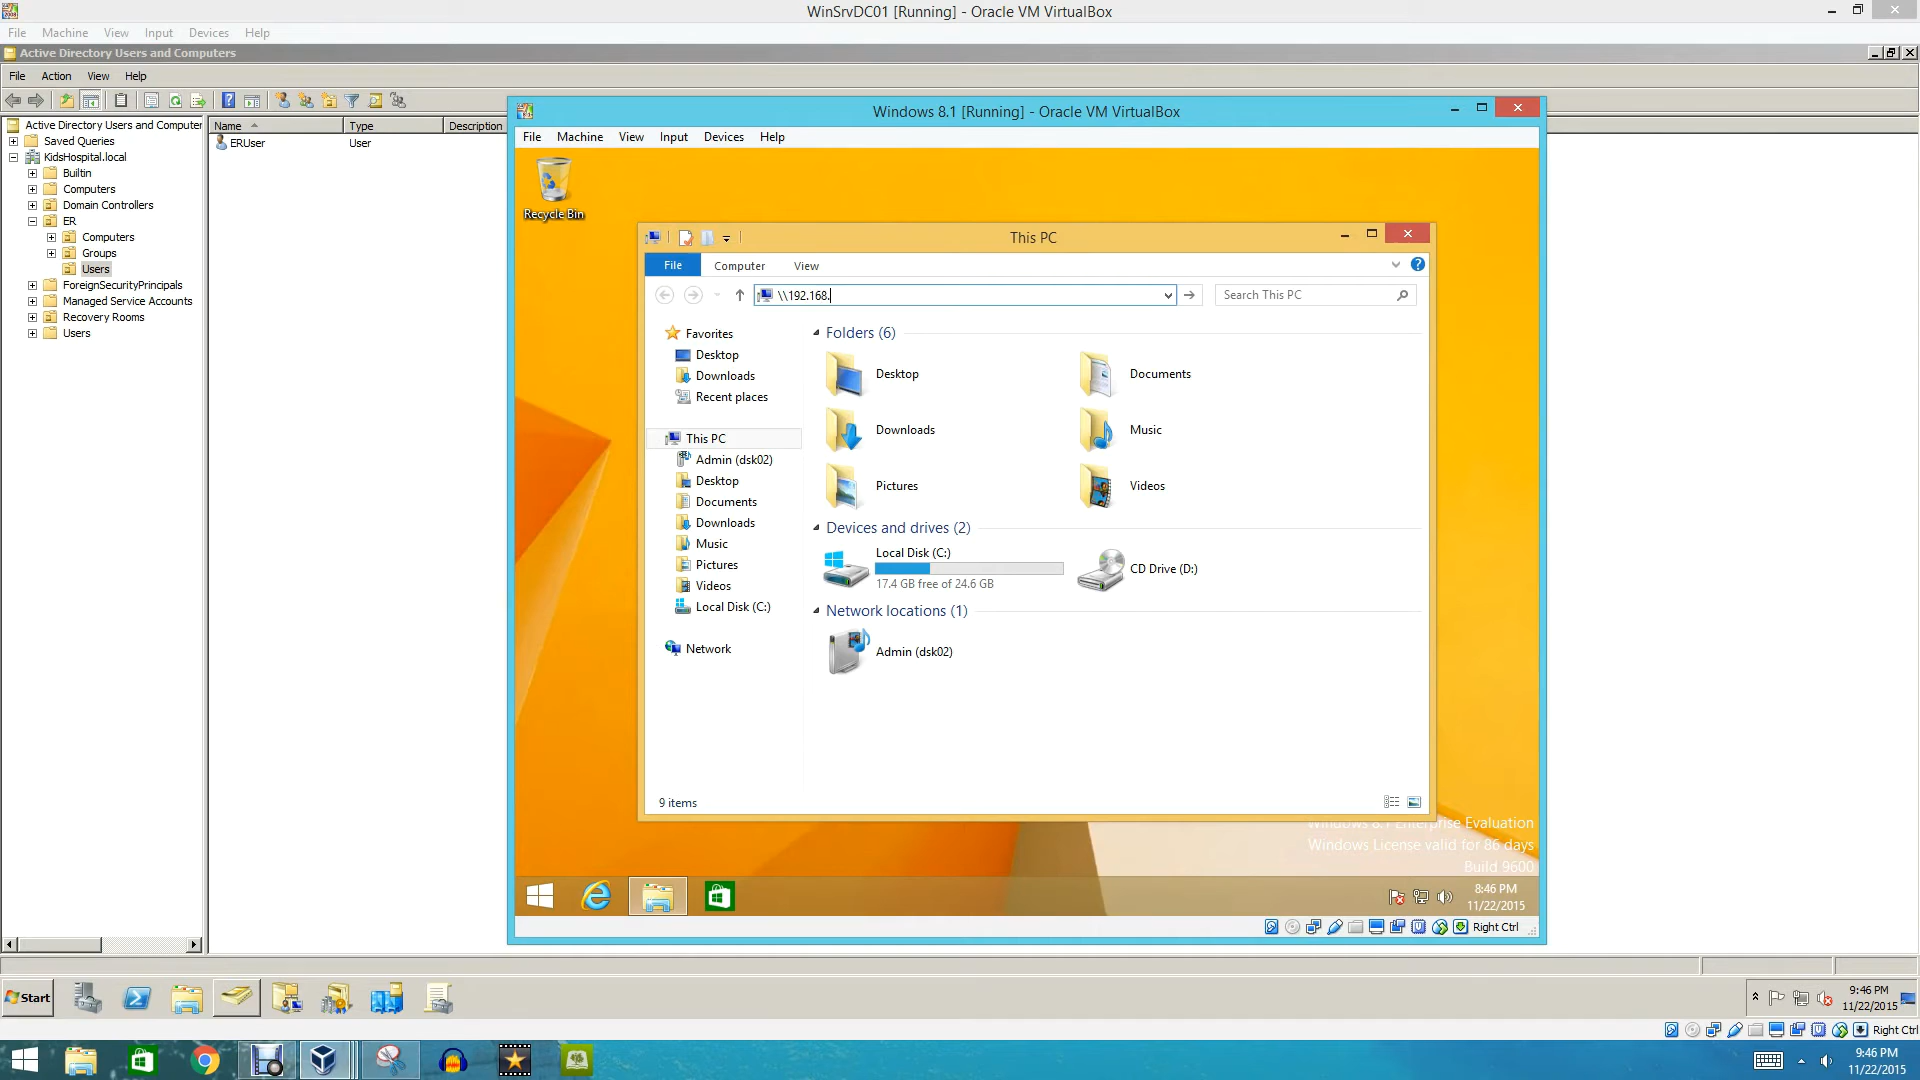 WinSrvDC01 [Running] - Oracle VM VirtualBox
File Machine View Input Devices Help
Active Directory Users and Computers
File Action View Help
Active Directory Users and Computer
Saved Queries
KidsHospital.local
Builtin
Computers
Domain Controllers
ER
Computers
Groups
Users
ForeignSecurityPrincipals
Managed Service Accounts
Recovery Rooms
Users
Name Type Description
ERUser User
Windows 8.1 [Running] - Oracle VM VirtualBox
File Machine View Input Devices Help
Recycle Bin
This PC
File Computer View
\\192.168.
Search This PC
Favorites
Desktop
Downloads
Recent places
This PC
Admin (dsk02)
Desktop
Documents
Downloads
Music
Pictures
Videos
Local Disk (C:)
Network
Folders (6)
Desktop
Documents
Downloads
Music
Pictures
Videos
Devices and drives (2)
Local Disk (C:)
17.4 GB free of 24.6 GB
CD Drive (D:)
Network locations (1)
Admin (dsk02)
9 items
Windows 8.1 Enterprise Evaluation
Windows License valid for 86 days
Build 9600
8:46 PM
11/22/2015
Right Ctrl
Start
9:46 PM
11/22/2015
Right Ctrl
9:46 PM
11/22/2015